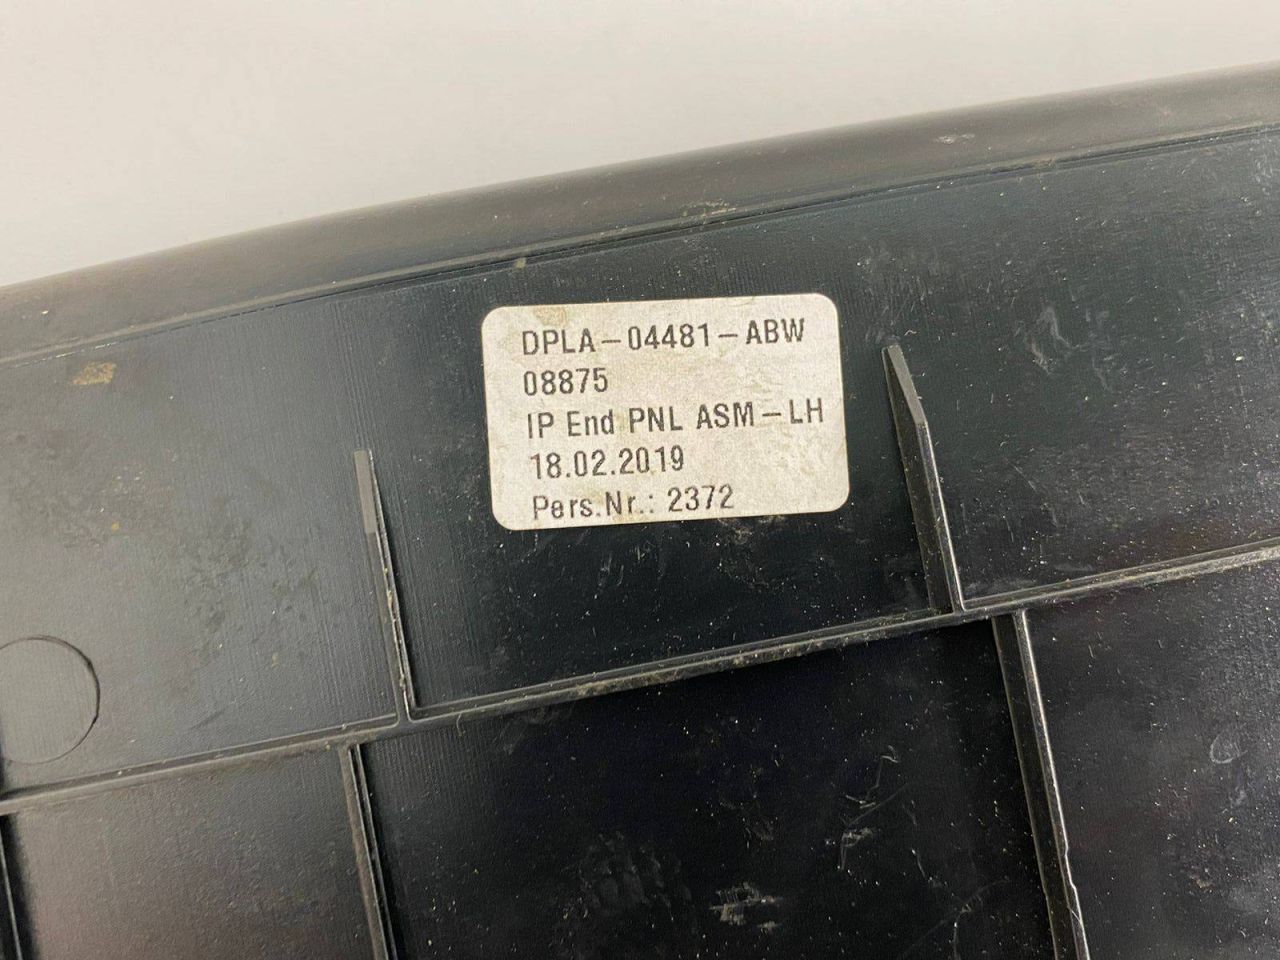 DPLA-04481-ABW
08875
IP End PNL ASM-LH
18.02.2019
Pers.Nr.: 2372